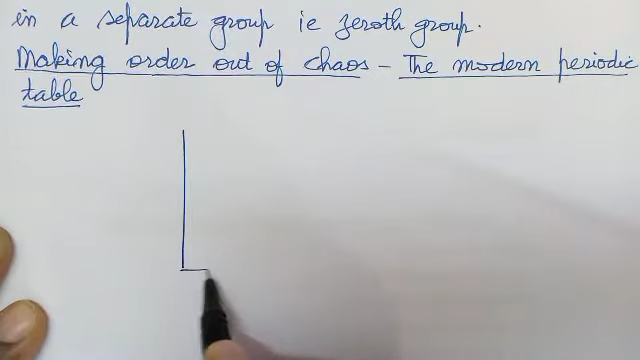 in a separate group ie zeroth group.
Making order out of chaos - The modern periodic
table